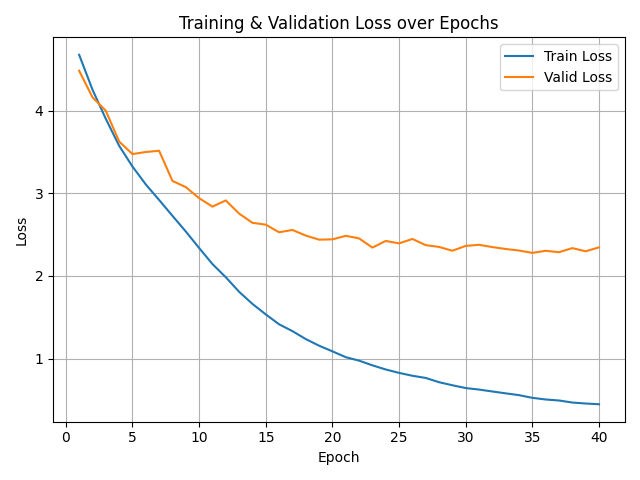 Training & Validation Loss over Epochs
Train Loss
Valid Loss
Loss
4
3
2
1
0 5 10 15 20 25 30 35 40
Epoch